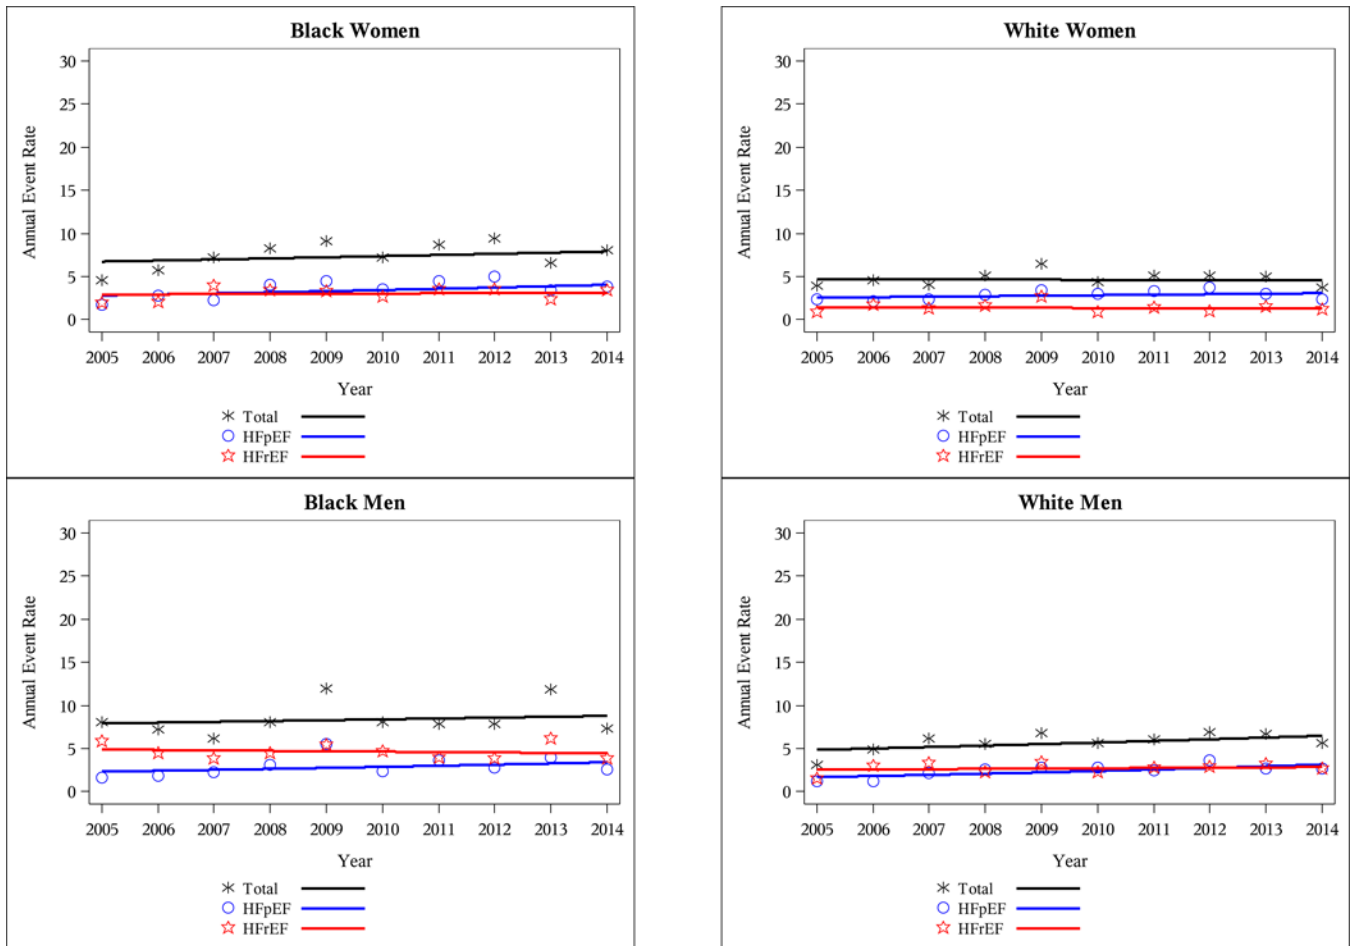 Black Women
Annual Event Rate
30
25
20
15
10
5
0
2005 2006 2007 2008 2009 2010 2011 2012 2013 2014
Year
Total
HFpEF
HFrEF
White Women
Annual Event Rate
30
25
20
15
10
5
0
2005 2006 2007 2008 2009 2010 2011 2012 2013 2014
Year
Total
HFpEF
HFrEF
Black Men
Annual Event Rate
30
25
20
15
10
5
0
2005 2006 2007 2008 2009 2010 2011 2012 2013 2014
Year
Total
HFpEF
HFrEF
White Men
Annual Event Rate
30
25
20
15
10
5
0
2005 2006 2007 2008 2009 2010 2011 2012 2013 2014
Year
Total
HFpEF
HFrEF